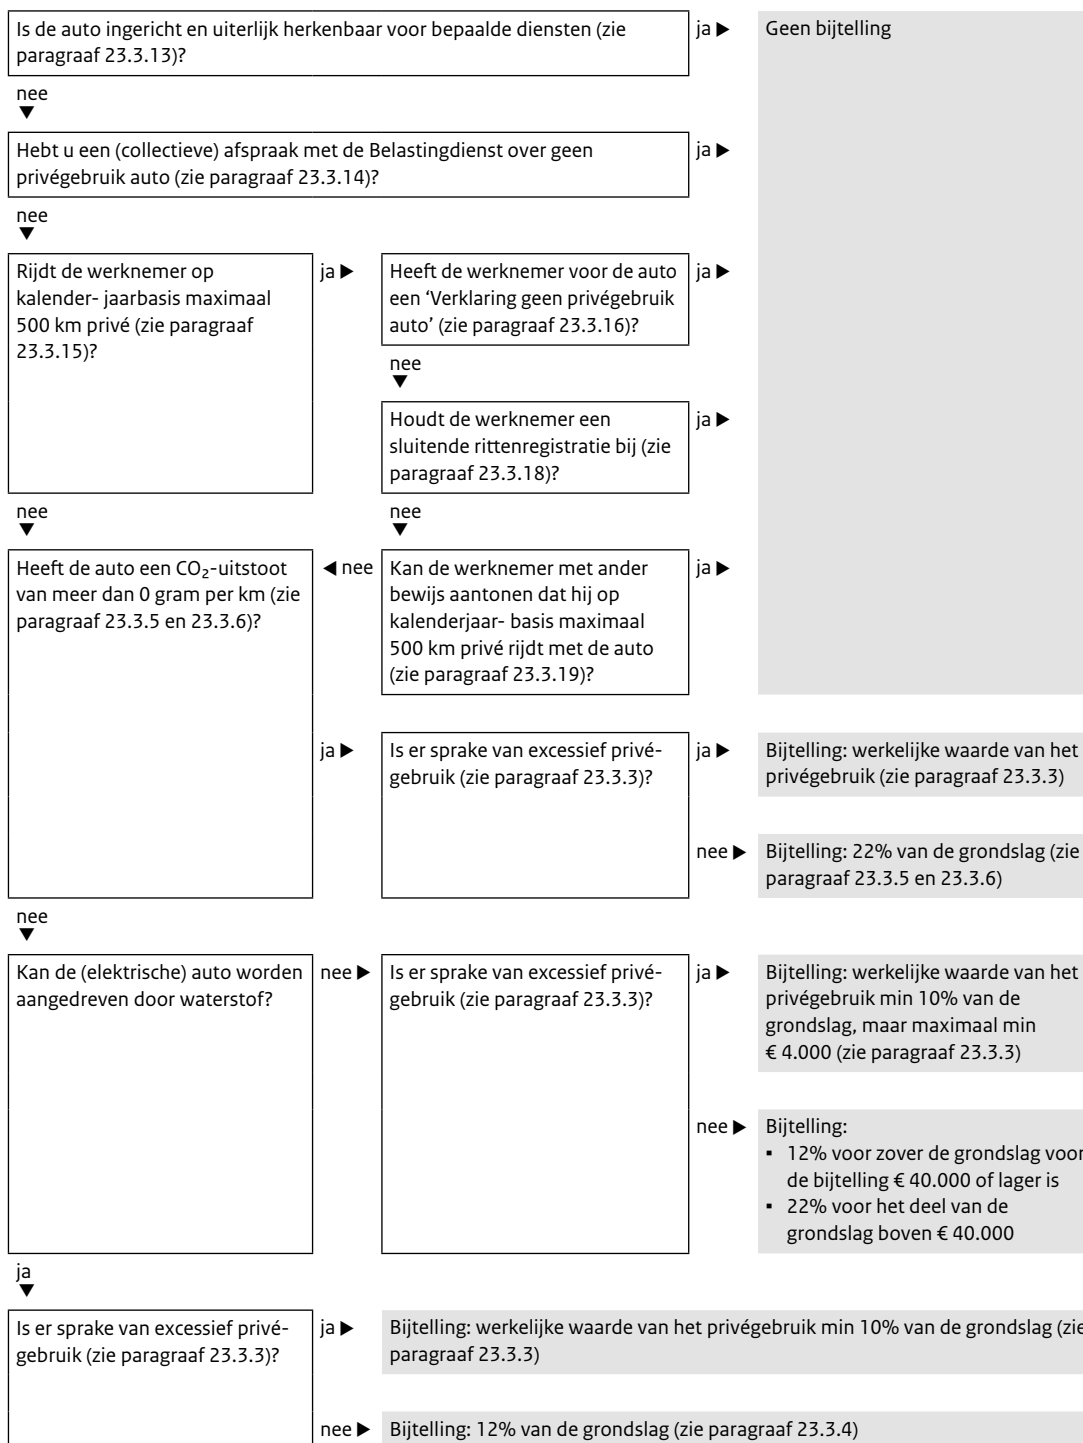 Is de auto ingericht en uiterlijk herkenbaar voor bepaalde diensten (zie
paragraaf 23.3.13)?
ja ▶
Geen bijtelling
nee
▼
Hebt u een (collectieve) afspraak met de Belastingdienst over geen
privégebruik auto (zie paragraaf 23.3.14)?
ja ▶
nee
▼
Rijdt de werknemer op
kalender- jaarbasis maximaal
500 km privé (zie paragraaf
23.3.15)?
ja ▶
Heeft de werknemer voor de auto
een ‘Verklaring geen privégebruik
auto’ (zie paragraaf 23.3.16)?
ja ▶
nee
▼
Houdt de werknemer een
sluitende rittenregistratie bij (zie
paragraaf 23.3.18)?
ja ▶
nee
▼
nee
▼
Heeft de auto een CO₂-uitstoot
van meer dan 0 gram per km (zie
paragraaf 23.3.5 en 23.3.6)?
◀ nee
Kan de werknemer met ander
bewijs aantonen dat hij op
kalenderjaar- basis maximaal
500 km privé rijdt met de auto
(zie paragraaf 23.3.19)?
ja ▶
ja ▶
Is er sprake van excessief privé-
gebruik (zie paragraaf 23.3.3)?
ja ▶
Bijtelling: werkelijke waarde van het
privégebruik (zie paragraaf 23.3.3)
nee ▶
Bijtelling: 22% van de grondslag (zie
paragraaf 23.3.5 en 23.3.6)
nee
▼
Kan de (elektrische) auto worden
aangedreven door waterstof?
nee ▶
Is er sprake van excessief privé-
gebruik (zie paragraaf 23.3.3)?
ja ▶
Bijtelling: werkelijke waarde van het
privégebruik min 10% van de
grondslag, maar maximaal min
€ 4.000 (zie paragraaf 23.3.3)
nee ▶
Bijtelling:
▪ 12% voor zover de grondslag voor
de bijtelling € 40.000 of lager is
▪ 22% voor het deel van de
grondslag boven € 40.000
ja
▼
Is er sprake van excessief privé-
gebruik (zie paragraaf 23.3.3)?
ja ▶
Bijtelling: werkelijke waarde van het privégebruik min 10% van de grondslag (zie
paragraaf 23.3.3)
nee ▶
Bijtelling: 12% van de grondslag (zie paragraaf 23.3.4)